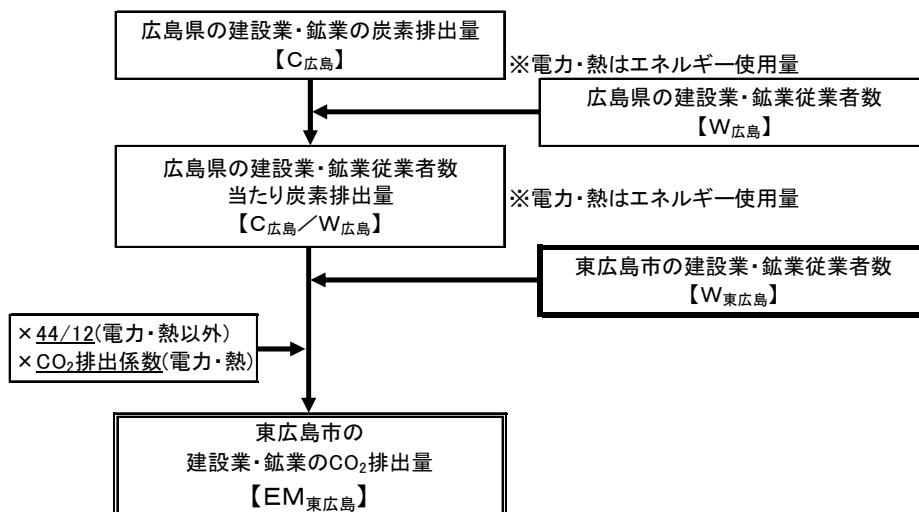 広島県の建設業・鉱業の炭素排出量
【C広島】
※電力・熱はエネルギー使用量
広島県の建設業・鉱業従業者数
【W広島】
広島県の建設業・鉱業従業者数
当たり炭素排出量
【C広島／W広島】
※電力・熱はエネルギー使用量
東広島市の建設業・鉱業従業者数
【W東広島】
×44/12(電力・熱以外)
×CO₂排出係数(電力・熱)
東広島市の
建設業・鉱業のCO₂排出量
【EM東広島】